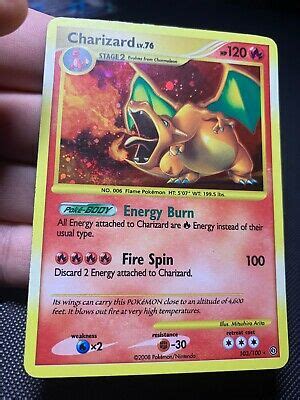 Charizard LV.76
HP 120
STAGE 2 Evolves from Charmeleon
NO. 006 Flame Pokémon HT: 5'07" WT: 199.5 lbs.
POKé-BODY Energy Burn
All Energy attached to Charizard are Energy instead of their
usual type.
Fire Spin 100
Discard 2 Energy attached to Charizard.
Its wings can carry this POKéMON close to an altitude of 4,600
feet. It blows out fire at very high temperatures.
Illus. Mitsuhiro Arita
weakness resistance retreat cost
×2 -30
©2008 Pokémon/Nintendo 103/100